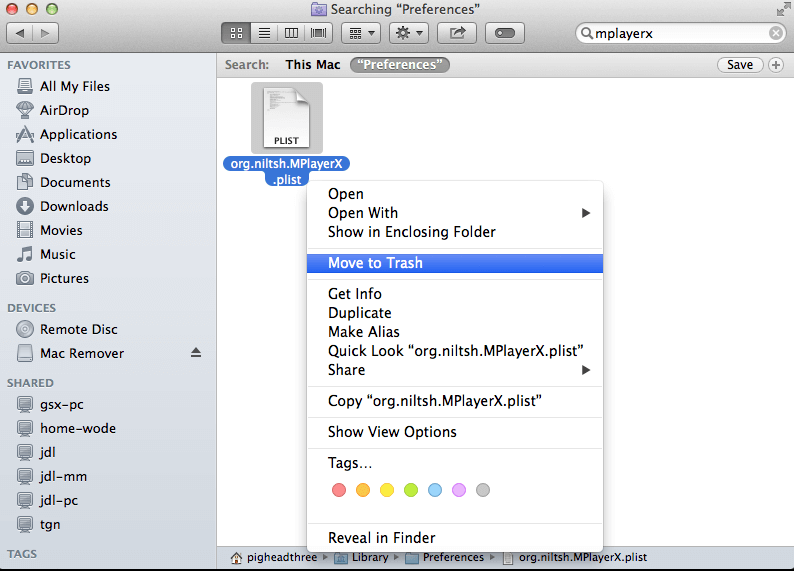 Searching “Preferences”
mplayerx
Search: This Mac “Preferences” Save
FAVORITES
All My Files
AirDrop
Applications
Desktop
Documents
Downloads
Movies
Music
Pictures
DEVICES
Remote Disc
Mac Remover
SHARED
gsx-pc
home-wode
jdl
jdl-mm
jdl-pc
tgn
TAGS
PLIST
org.niltsh.MPlayerX
.plist
Open
Open With
Show in Enclosing Folder
Move to Trash
Get Info
Duplicate
Make Alias
Quick Look “org.niltsh.MPlayerX.plist”
Share
Copy “org.niltsh.MPlayerX.plist”
Show View Options
Tags...
Reveal in Finder
pigheadthree Library Preferences org.niltsh.MPlayerX.plist